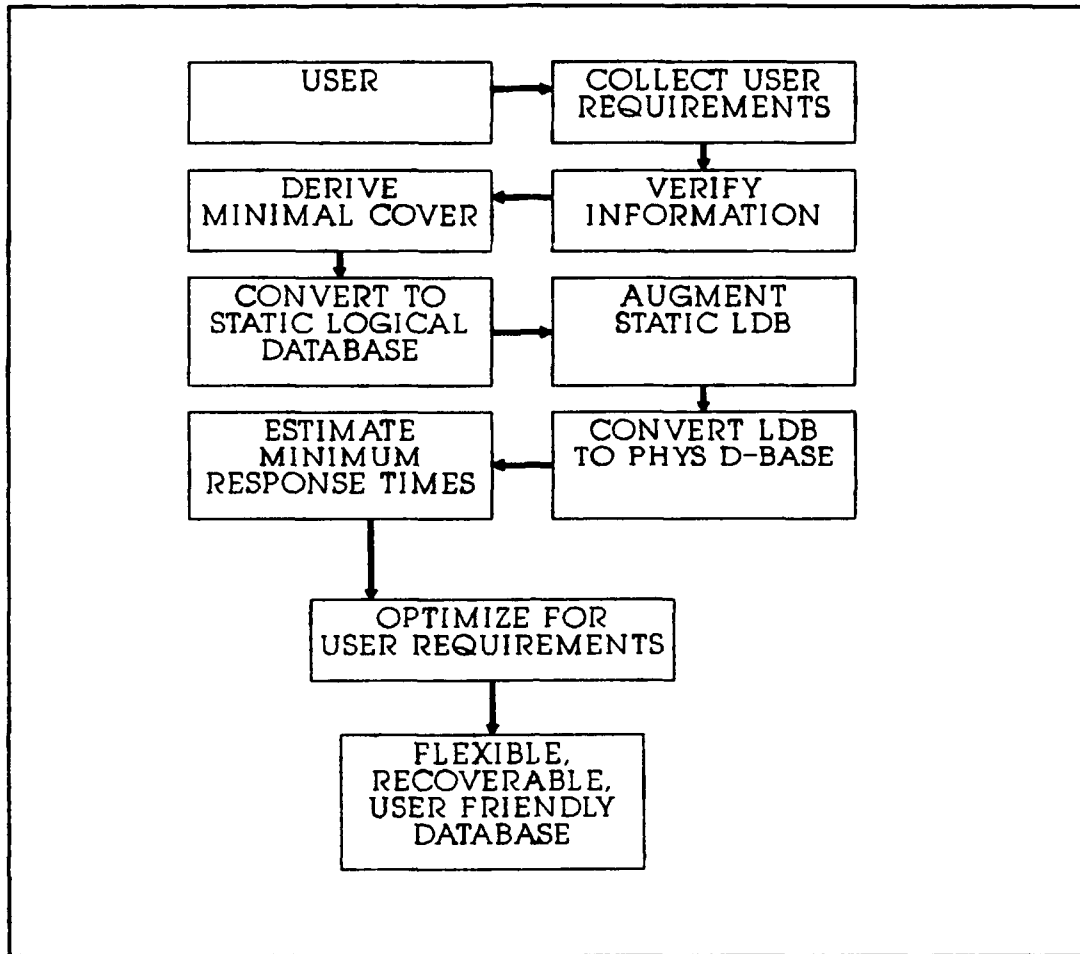 USER
COLLECT USER
REQUIREMENTS
DERIVE
MINIMAL COVER
VERIFY
INFORMATION
CONVERT TO
STATIC LOGICAL
DATABASE
AUGMENT
STATIC LDB
ESTIMATE
MINIMUM
RESPONSE TIMES
CONVERT LDB
TO PHYS D-BASE
OPTIMIZE FOR
USER REQUIREMENTS
FLEXIBLE,
RECOVERABLE,
USER FRIENDLY
DATABASE